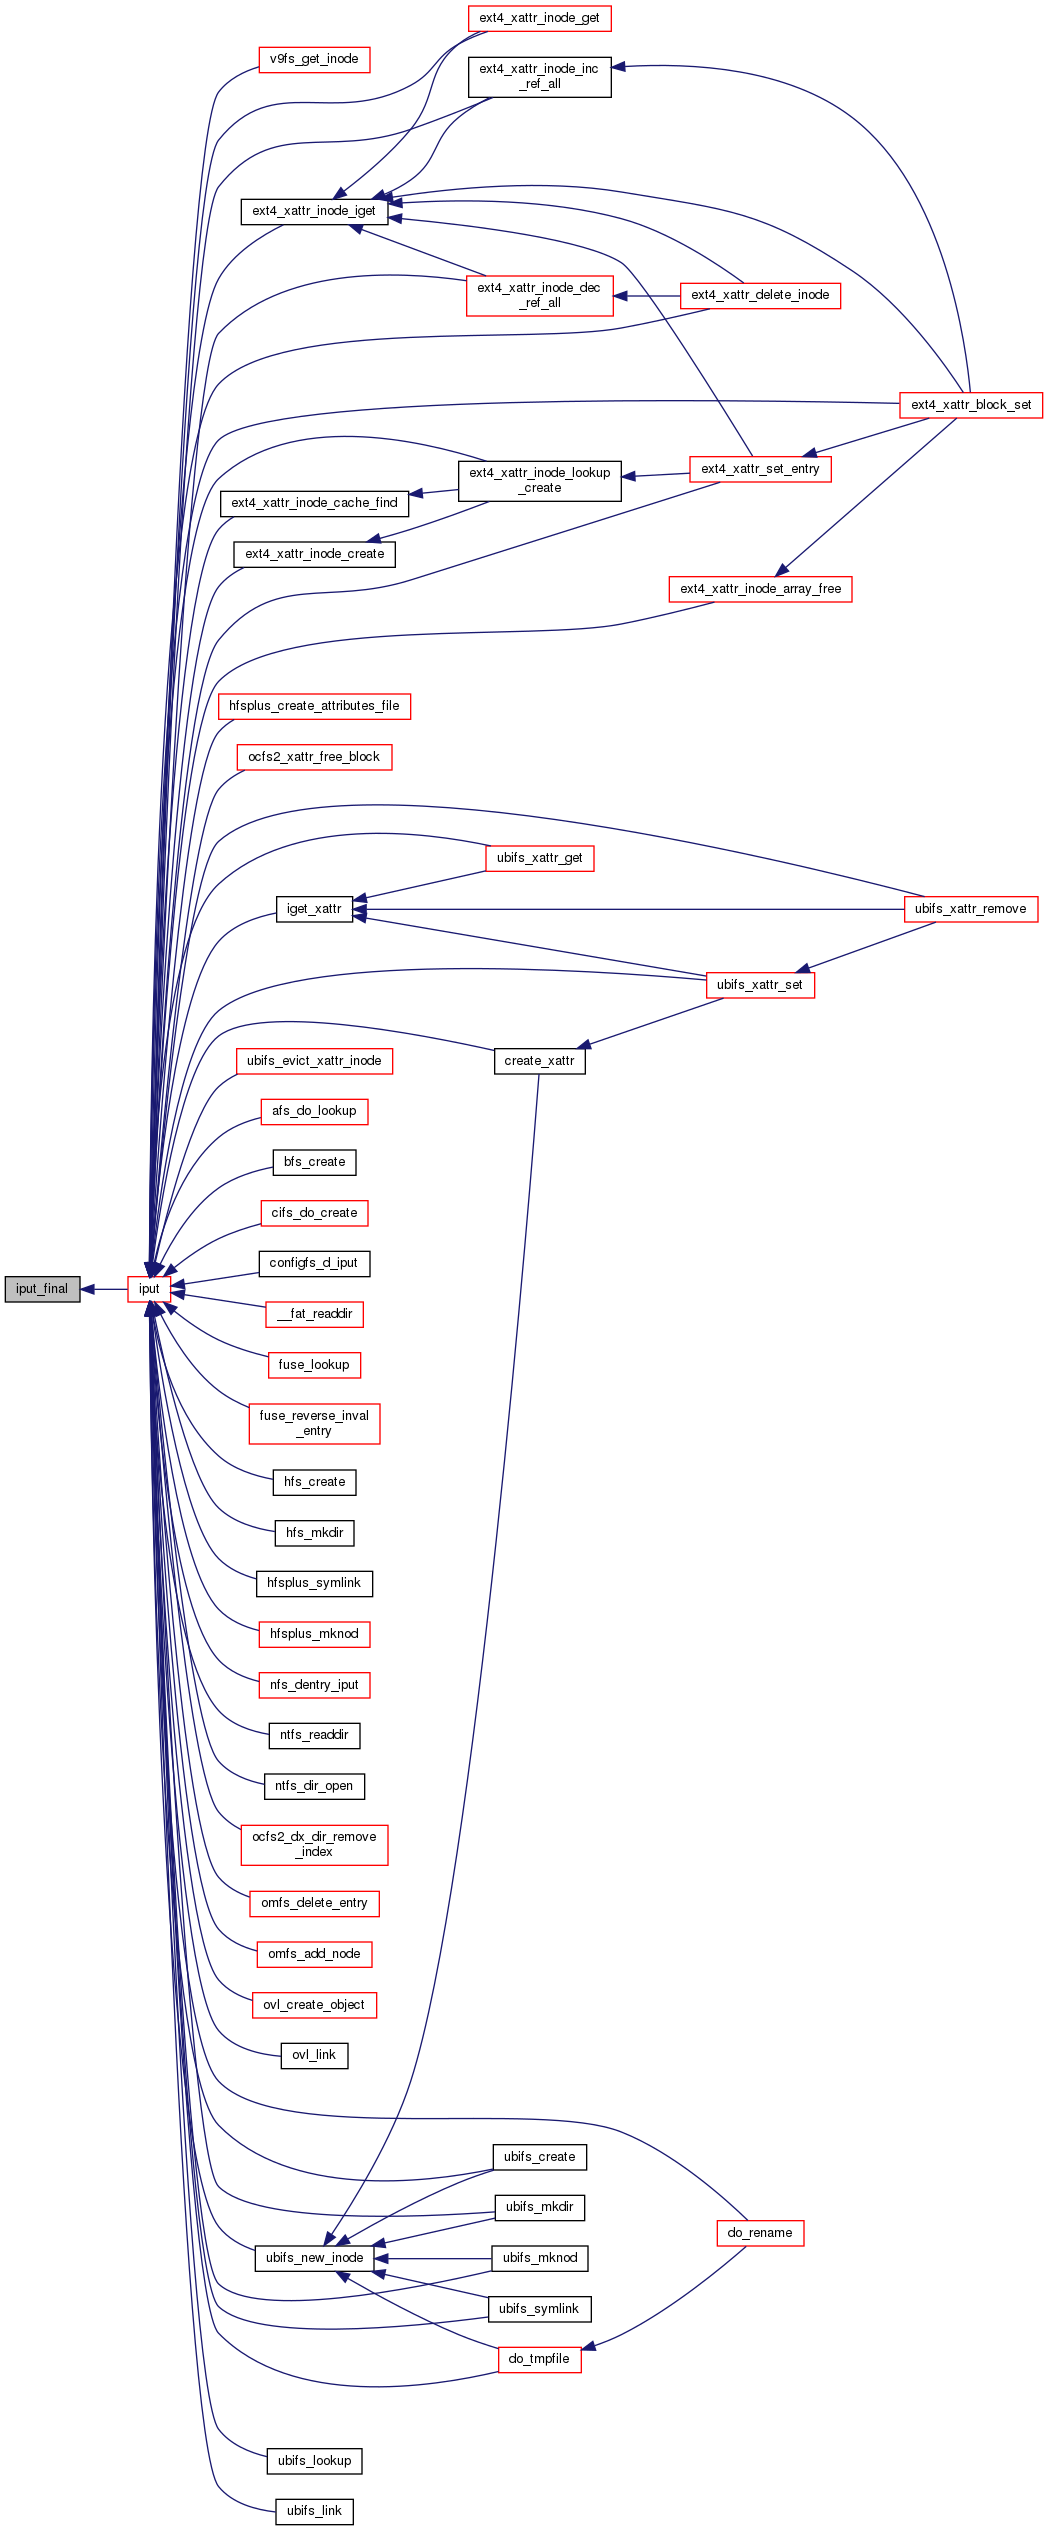 ext4_xattr_inode_get
v9fs_get_inode
ext4_xattr_inode_inc
_ref_all
ext4_xattr_inode_iget
ext4_xattr_inode_dec
_ref_all
ext4_xattr_delete_inode
ext4_xattr_block_set
ext4_xattr_set_entry
ext4_xattr_inode_lookup
_create
ext4_xattr_inode_cache_find
ext4_xattr_inode_create
ext4_xattr_inode_array_free
hfsplus_create_attributes_file
ocfs2_xattr_free_block
ubifs_xattr_get
iget_xattr
ubifs_xattr_remove
ubifs_xattr_set
ubifs_evict_xattr_inode
create_xattr
afs_do_lookup
bfs_create
cifs_do_create
configfs_d_iput
iput_final
iput
__fat_readdir
fuse_lookup
fuse_reverse_inval
_entry
hfs_create
hfs_mkdir
hfsplus_symlink
hfsplus_mknod
nfs_dentry_iput
ntfs_readdir
ntfs_dir_open
ocfs2_dx_dir_remove
_index
omfs_delete_entry
omfs_add_node
ovl_create_object
ovl_link
ubifs_create
ubifs_mkdir
do_rename
ubifs_new_inode
ubifs_mknod
ubifs_symlink
do_tmpfile
ubifs_lookup
ubifs_link